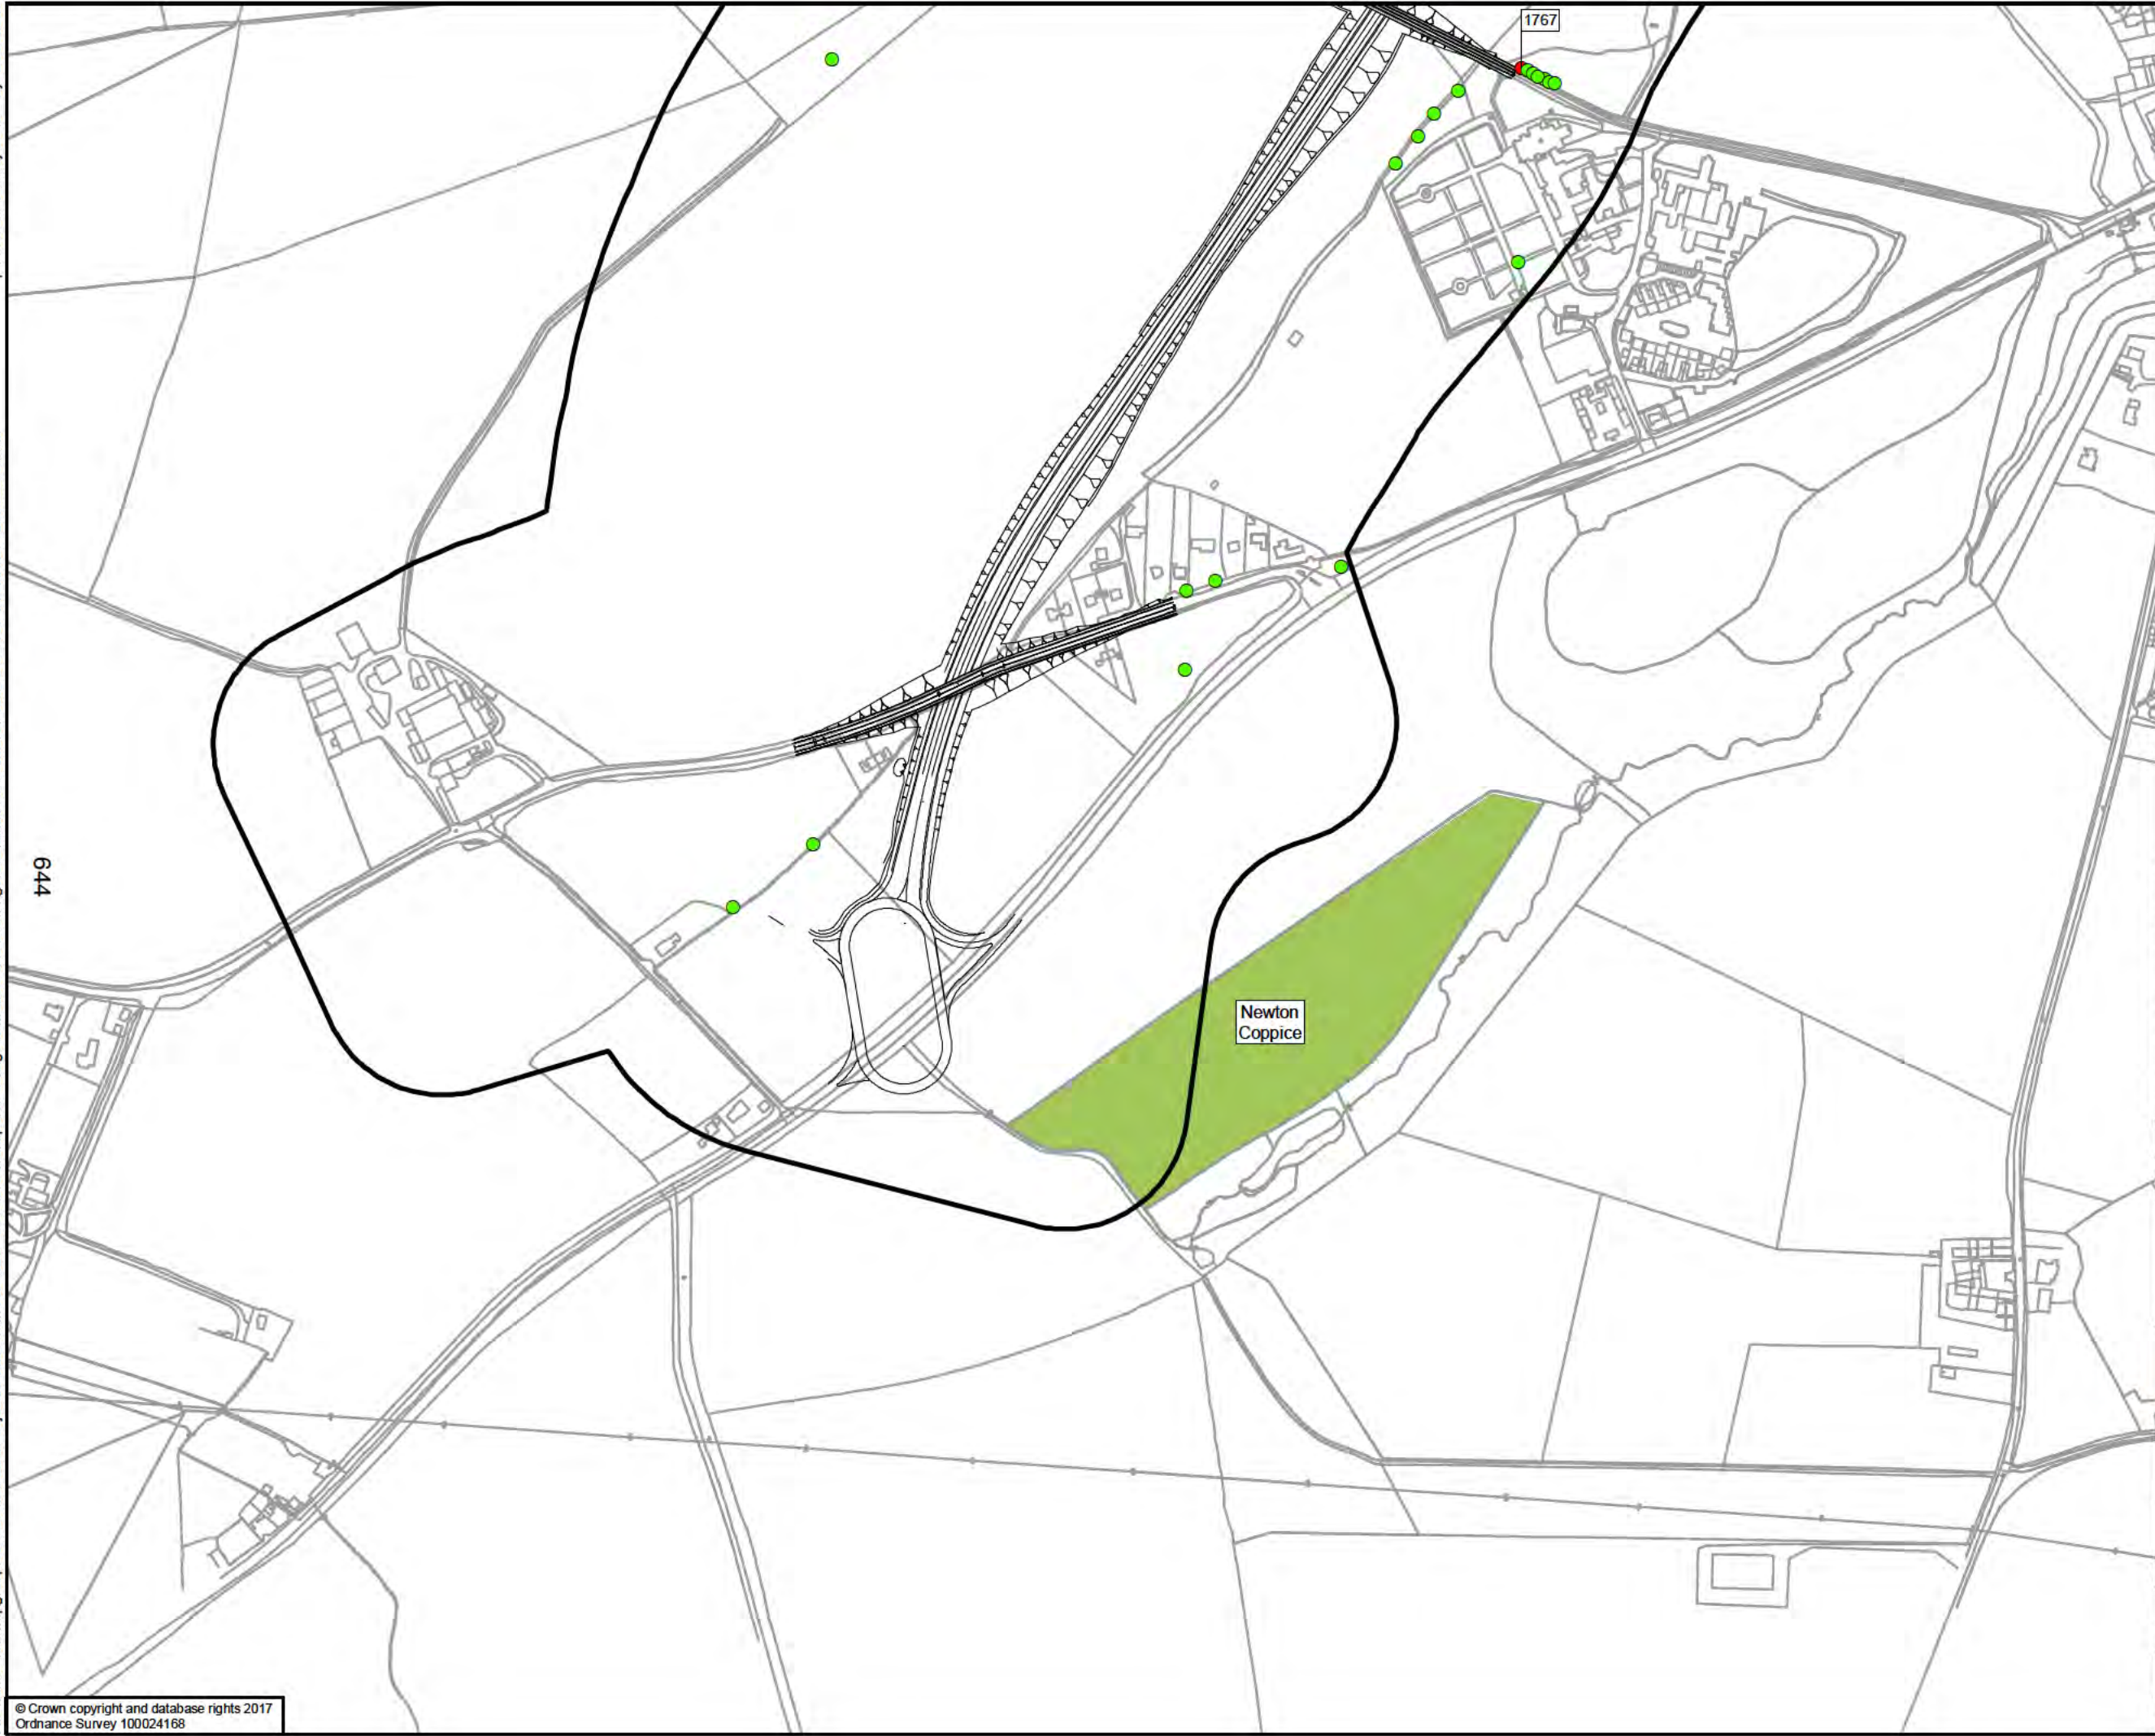 1767
644
Newton
Coppice
© Crown copyright and database rights 2017
Ordnance Survey 100024168